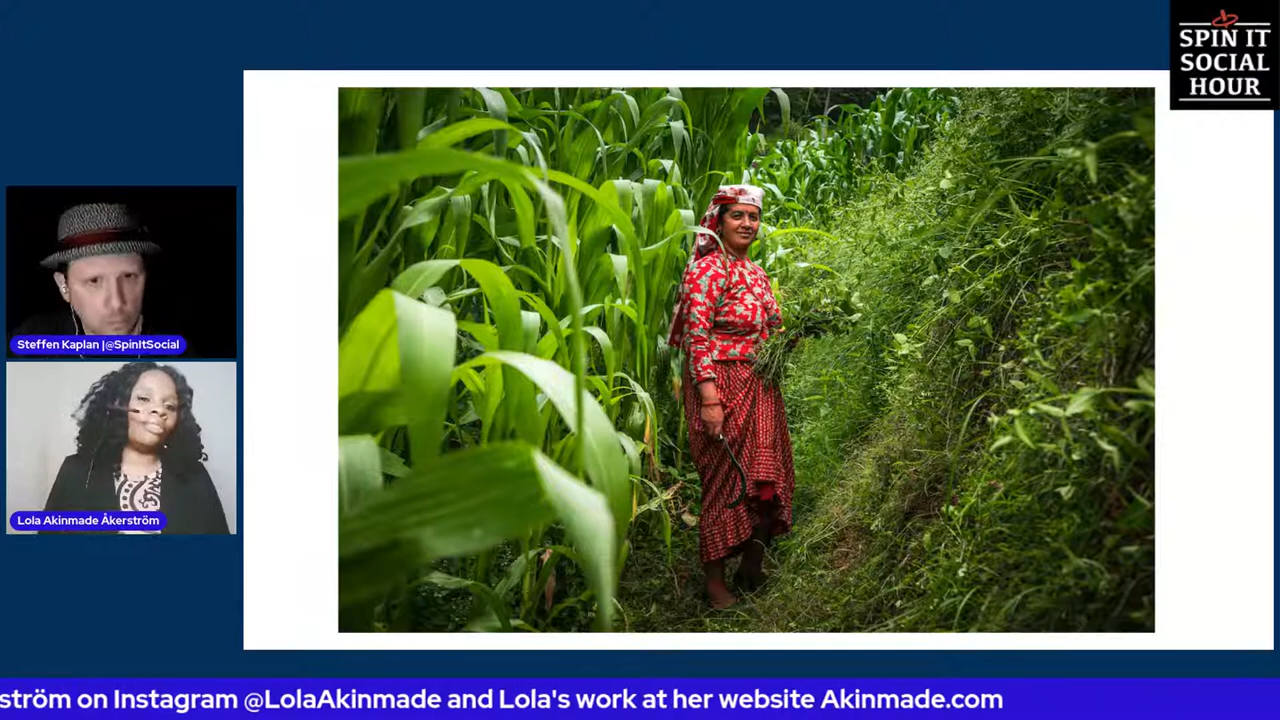 SPIN IT
SOCIAL
HOUR
Steffen Kaplan |@SpinItSocial
Lola Akinmade Åkerström
ström on Instagram @LolaAkinmade and Lola's work at her website Akinmade.com